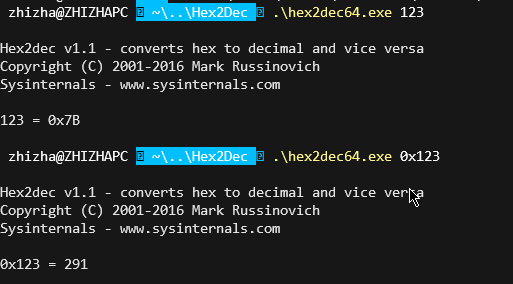 zhizha@ZHIZHAPC ~\..\Hex2Dec .\hex2dec64.exe 123
Hex2dec v1.1 - converts hex to decimal and vice versa
Copyright (C) 2001-2016 Mark Russinovich
Sysinternals - www.sysinternals.com
123 = 0x7B
zhizha@ZHIZHAPC ~\..\Hex2Dec .\hex2dec64.exe 0x123
Hex2dec v1.1 - converts hex to decimal and vice versa
Copyright (C) 2001-2016 Mark Russinovich
Sysinternals - www.sysinternals.com
0x123 = 291